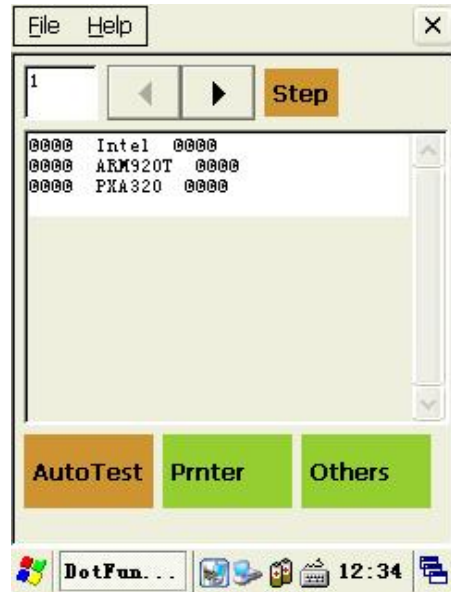 File Help
1
Step
0000 Intel 0000
0000 ARM920T 0000
0000 PXA320 0000
AutoTest Prnter Others
DotFun... 12:34